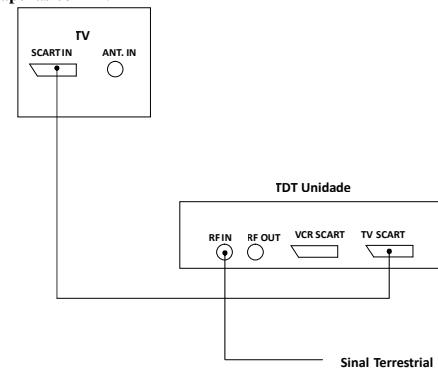 TV
SCART IN ANT. IN
TDT Unidade
RF IN RF OUT VCR SCART TV SCART
Sinal Terrestrial